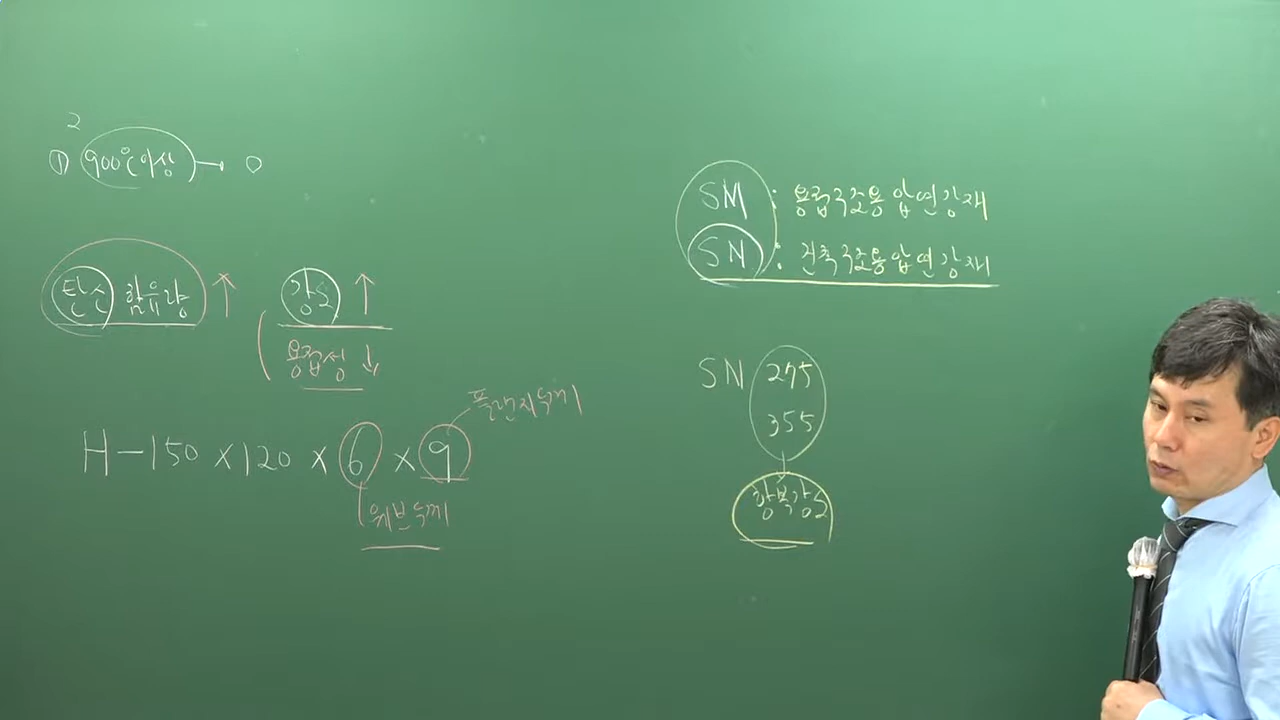 2
① 900℃이상 → 0
탄소 함유량 ↑ 강도 ↑
용접성 ↓
H-150×120×6×9
플랜지두께
웨브두께
SM : 용접구조용 압연강재
SN : 건축구조용 압연강재
SN 275
355
항복강도